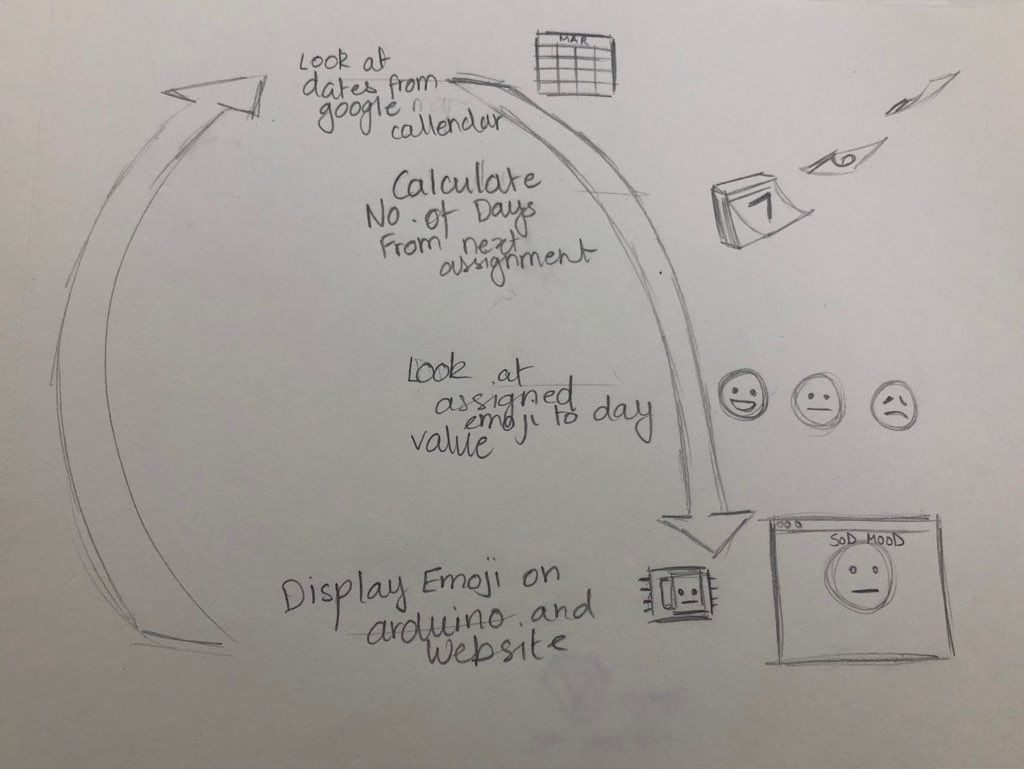 Look at
dates from
google
callendar
MAR
Calculate
No. of Days
From next
assignment
7
6
Look at
assigned
emoji to day
value
Display Emoji on
arduino and
website
SoD MOOD